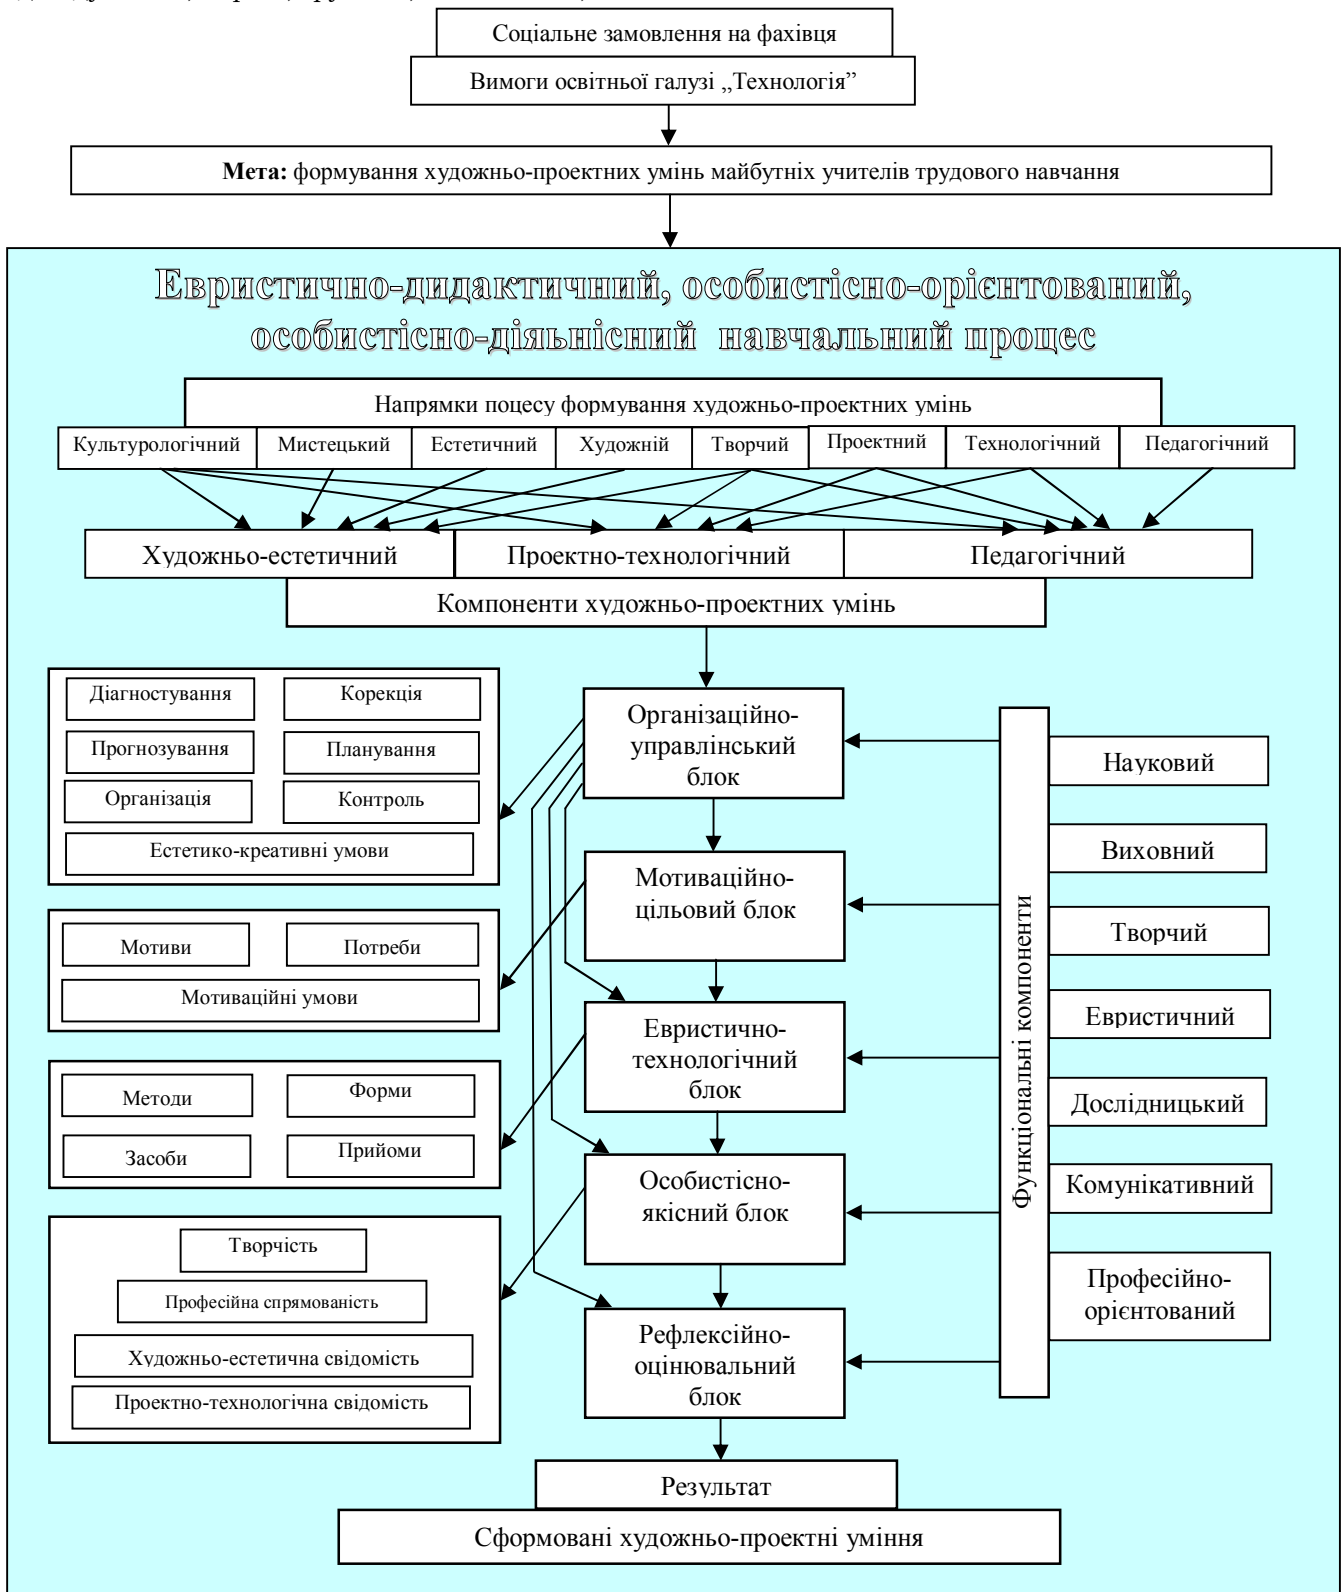 Соціальне замовлення на фахівця
Вимоги освітньої галузі „Технологія”
Мета: формування художньо-проектних умінь майбутніх учителів трудового навчання
Евристично-дидактичний, особистісно-орієнтований,
особистісно-діяьнісний навчальний процес
Напрямки поцесу формування художньо-проектних умінь
Культурологічний
Мистецький
Естетичний
Художній
Творчий
Проектний
Технологічний
Педагогічний
Художньо-естетичний
Проектно-технологічний
Педагогічний
Компоненти художньо-проектних умінь
Діагностування
Корекція
Прогнозування
Планування
Організація
Контроль
Естетико-креативні умови
Мотиви
Потреби
Мотиваційні умови
Методи
Форми
Засоби
Прийоми
Творчість
Професійна спрямованість
Художньо-естетична свідомість
Проектно-технологічна свідомість
Організаційно-
управлінський
блок
Мотиваційно-
цільовий блок
Евристично-
технологічний
блок
Особистісно-
якісний блок
Рефлексійно-
оцінювальний
блок
Функціональні компоненти
Науковий
Виховний
Творчий
Евристичний
Дослідницький
Комунікативний
Професійно-
орієнтований
Результат
Сформовані художньо-проектні уміння